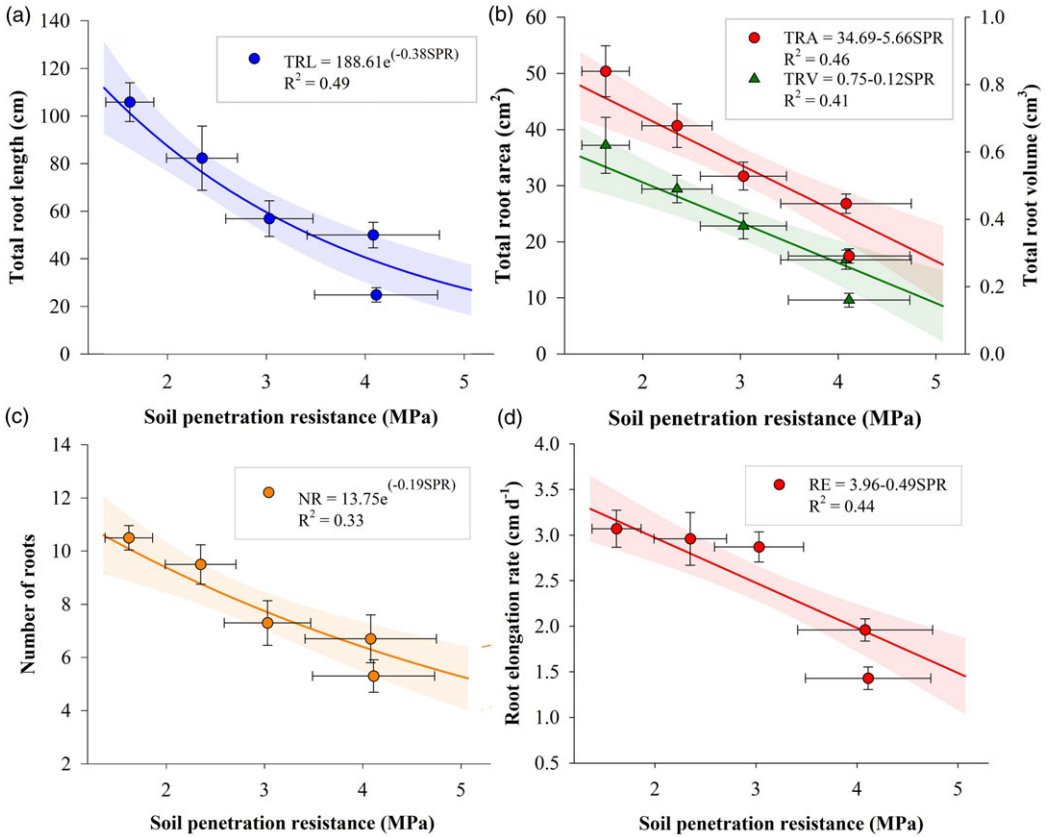 (a)
140
120
100
80
60
40
20
0
Total root length (cm)
TRL = 188.61e(-0.38SPR)
R2 = 0.49
2 3 4 5
Soil penetration resistance (MPa)
(b)
60
50
40
30
20
10
0
Total root area (cm2)
TRA = 34.69-5.66SPR
R2 = 0.46
TRV = 0.75-0.12SPR
R2 = 0.41
1.0
0.8
0.6
0.4
0.2
0.0
Total root volume (cm3)
2 3 4 5
Soil penetration resistance (MPa)
(c)
14
12
10
8
6
4
2
Number of roots
NR = 13.75e(-0.19SPR)
R2 = 0.33
2 3 4 5
Soil penetration resistance (MPa)
(d)
4.0
3.5
3.0
2.5
2.0
1.5
1.0
0.5
Root elongation rate (cm d-1)
RE = 3.96-0.49SPR
R2 = 0.44
2 3 4 5
Soil penetration resistance (MPa)